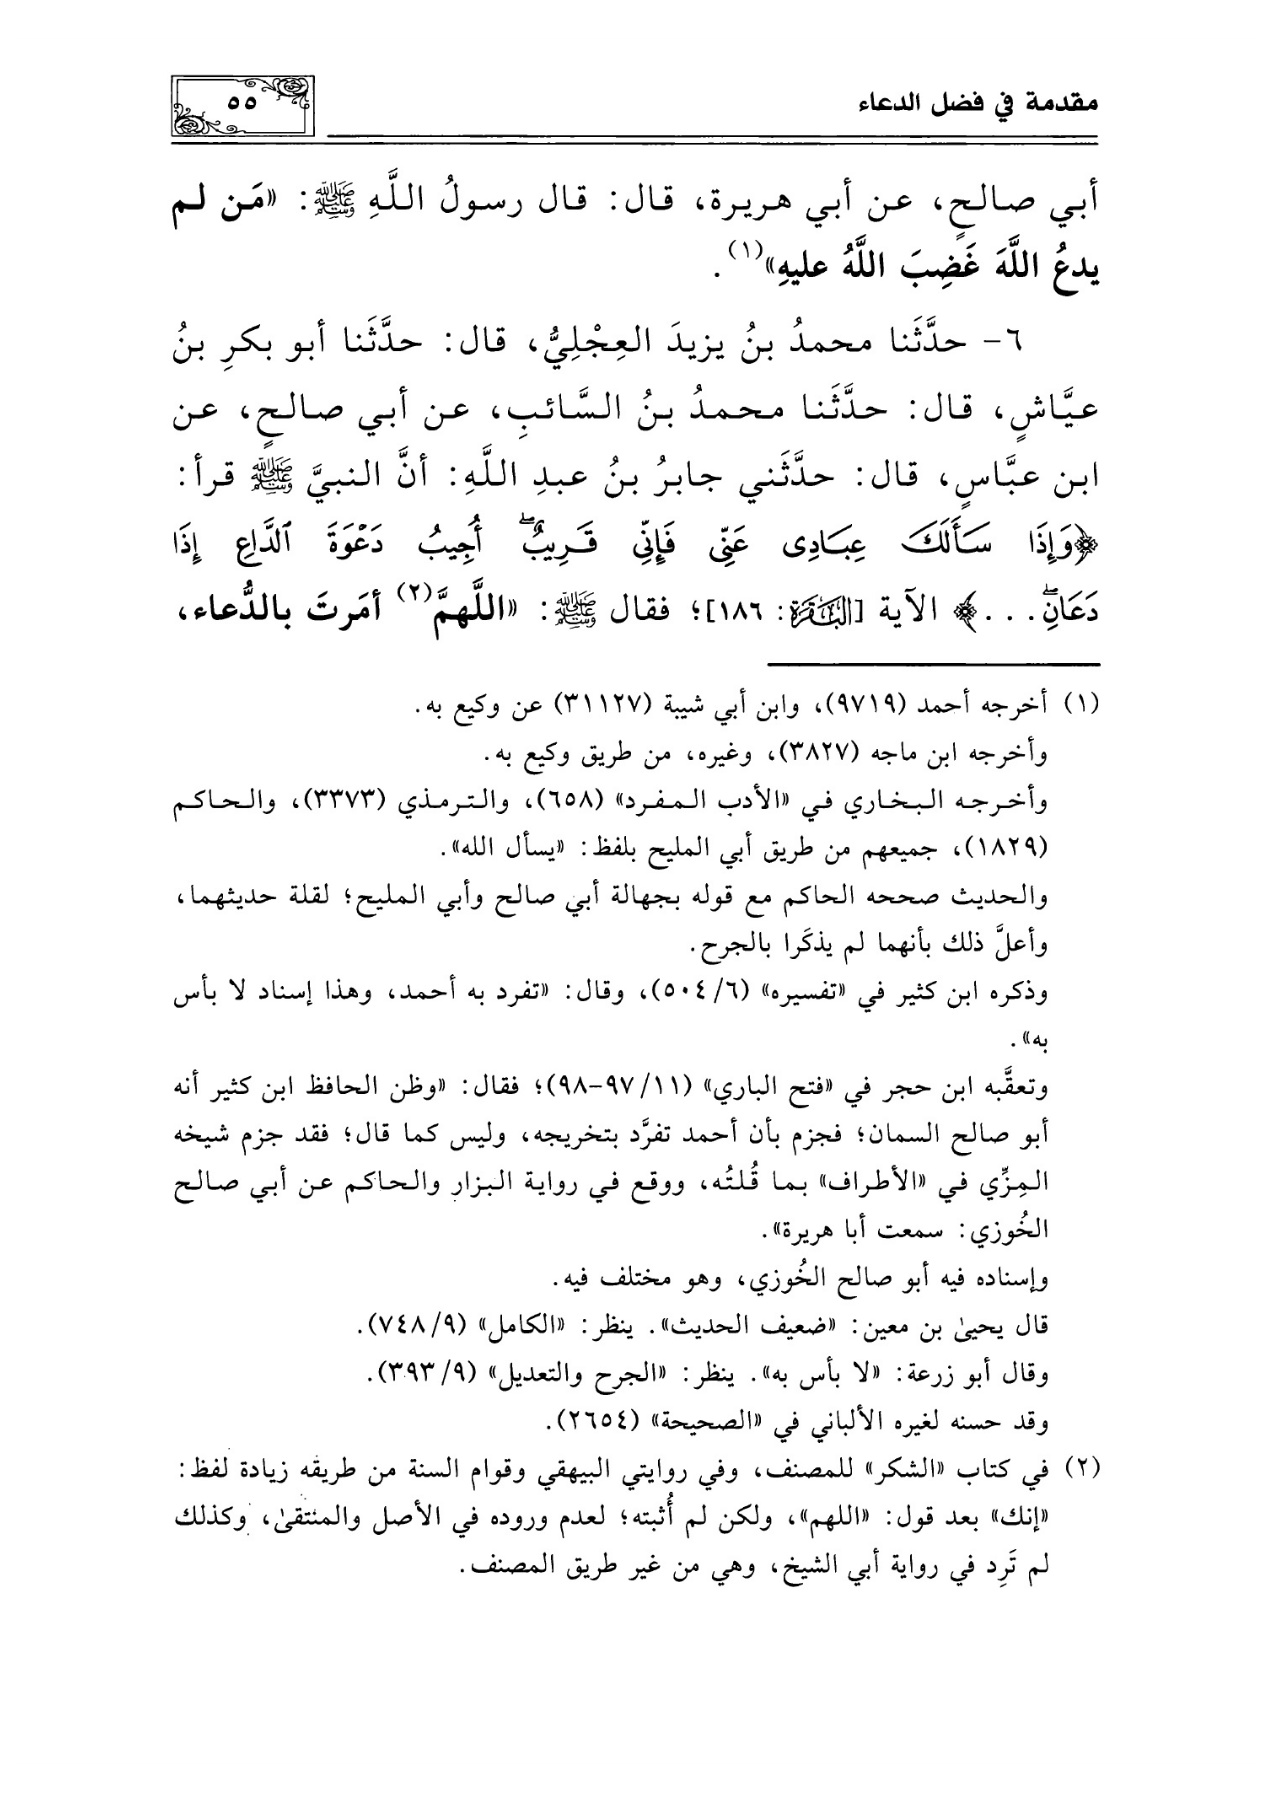 مقدمة في فضل الدعاء
٥٥
أبي صالحٍ، عن أبي هريرة، قال: قال رسولُ اللَّهِ ﷺ: «مَن لم
يدعُ اللَّهَ غَضِبَ اللَّهُ عليهِ»(١).
٦- حدَّثَنا محمدُ بنُ يزيدَ العِجْلِيُّ، قال: حدَّثَنا أبو بكرِ بنُ
عيَّاشٍ، قال: حدَّثَنا محمدُ بنُ السَّائبِ، عن أبي صالحٍ، عن
ابن عبَّاسٍ، قال: حدَّثَني جابرُ بنُ عبدِ اللَّهِ: أنَّ النبيَّ ﷺ قرأ:
﴿وَإِذَا سَأَلَكَ عِبَادِى عَنِّى فَإِنِّى قَرِيبٌۖ أُجِيبُ دَعْوَةَ ٱلدَّاعِ إِذَا
دَعَانِۖ...﴾ الآية [البَقَرَة: ١٨٦]؛ فقال ﷺ: «اللَّهمَّ(٢) أمَرتَ بالدُّعاء،
(١) أخرجه أحمد (٩٧١٩)، وابن أبي شيبة (٣١١٢٧) عن وكيع به.
وأخرجه ابن ماجه (٣٨٢٧)، وغيره، من طريق وكيع به.
وأخرجه البخاري في «الأدب المفرد» (٦٥٨)، والترمذي (٣٣٧٣)، والحاكم
(١٨٢٩)، جميعهم من طريق أبي المليح بلفظ: «يسأل الله».
والحديث صححه الحاكم مع قوله بجهالة أبي صالح وأبي المليح؛ لقلة حديثهما،
وأعلَّ ذلك بأنهما لم يذكَرا بالجرح.
وذكره ابن كثير في «تفسيره» (٥٠٤/٦)، وقال: «تفرد به أحمد، وهذا إسناد لا بأس
به».
وتعقَّبه ابن حجر في «فتح الباري» (٩٧/١١-٩٨)؛ فقال: «وظن الحافظ ابن كثير أنه
أبو صالح السمان؛ فجزم بأن أحمد تفرَّد بتخريجه، وليس كما قال؛ فقد جزم شيخه
المِزِّي في «الأطراف» بما قُلتُه، ووقع في رواية البزار والحاكم عن أبي صالح
الخُوزي: سمعت أبا هريرة».
وإسناده فيه أبو صالح الخُوزي، وهو مختلف فيه.
قال يحيىٰ بن معين: «ضعيف الحديث». ينظر: «الكامل» (٧٤٨/٩).
وقال أبو زرعة: «لا بأس به». ينظر: «الجرح والتعديل» (٣٩٣/٩).
وقد حسنه لغيره الألباني في «الصحيحة» (٢٦٥٤).
(٢) في كتاب «الشكر» للمصنف، وفي روايتي البيهقي وقوام السنة من طريقه زيادة لفظ:
«إنك» بعد قول: «اللهم»، ولكن لم أُثبته؛ لعدم وروده في الأصل والمنتقىٰ، وكذلك
لم تَرِد في رواية أبي الشيخ، وهي من غير طريق المصنف.